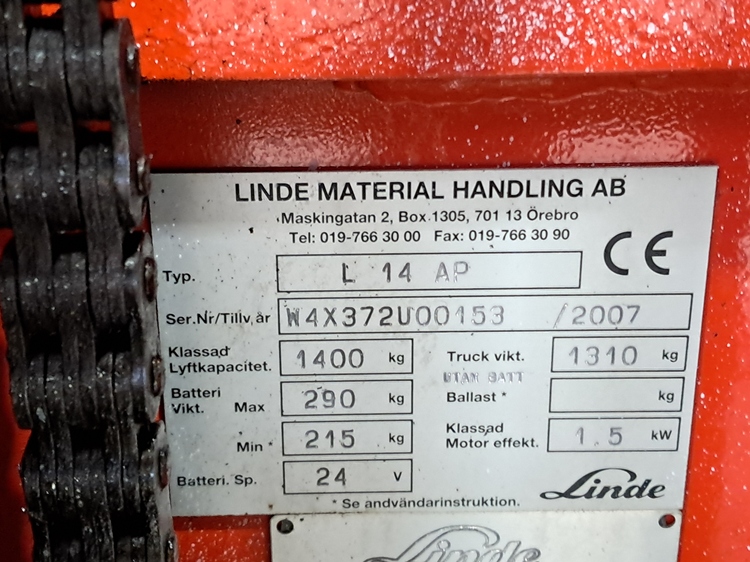 LINDE MATERIAL HANDLING AB
Maskingatan 2, Box 1305, 701 13 Örebro
Tel: 019-766 30 00 Fax: 019-766 30 90
CE
Typ. L 14 AP
Ser.Nr/Tillv,år W4X372U00153 /2007
Klassad Lyftkapacitet. 1400 kg
Truck vikt. 1310 kg
UTAN BATT
Batteri Vikt. Max 290 kg
Ballast * kg
Min * 215 kg
Klassad Motor effekt. 1.5 kW
Batteri. Sp. 24 V
Linde
* Se andvändarinstruktion.
Linde